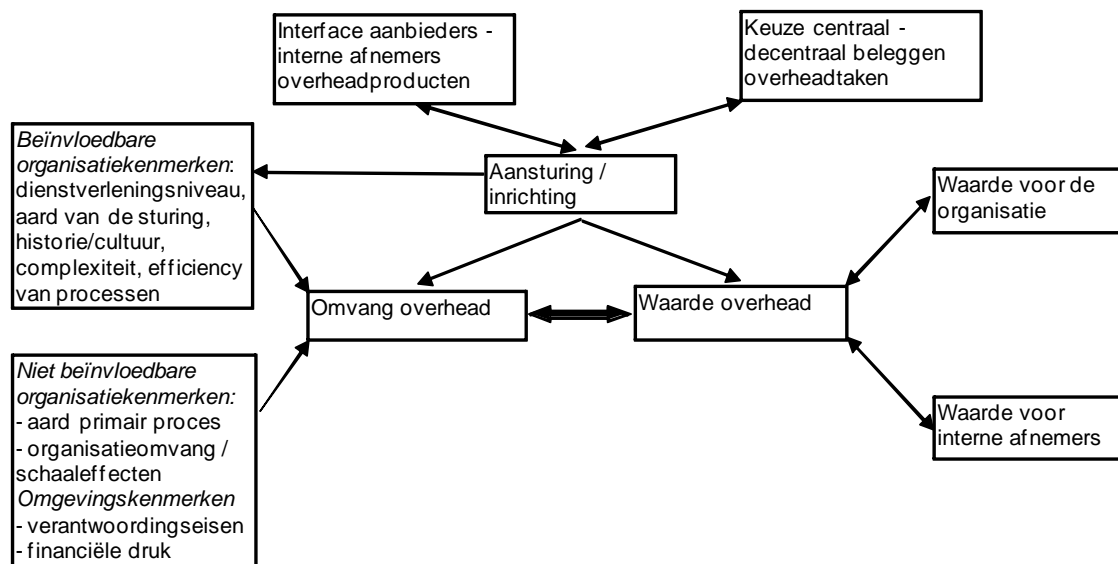 Interface aanbieders -
interne afnemers
overheadproducten
Keuze centraal -
decentraal beleggen
overheadtaken
Beïnvloedbare
organisatiekenmerken:
dienstverleningsniveau,
aard van de sturing,
historie/cultuur,
complexiteit, efficiency
van processen
Aansturing /
inrichting
Waarde voor de
organisatie
Omvang overhead
Waarde overhead
Niet beïnvloedbare
organisatiekenmerken:
- aard primair proces
- organisatieomvang /
schaaleffecten
Omgevingskenmerken
- verantwoordingseisen
- financiële druk
Waarde voor
interne afnemers